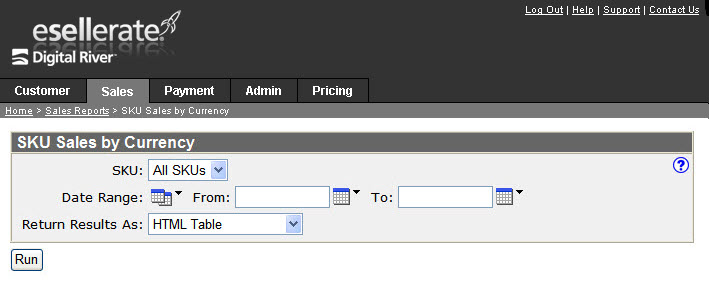 Log Out | Help | Support | Contact Us
esellerate.
Digital River
Customer Sales Payment Admin Pricing
Home > Sales Reports > SKU Sales by Currency
SKU Sales by Currency
SKU: All SKUs ?
Date Range: From: To:
Return Results As: HTML Table
Run